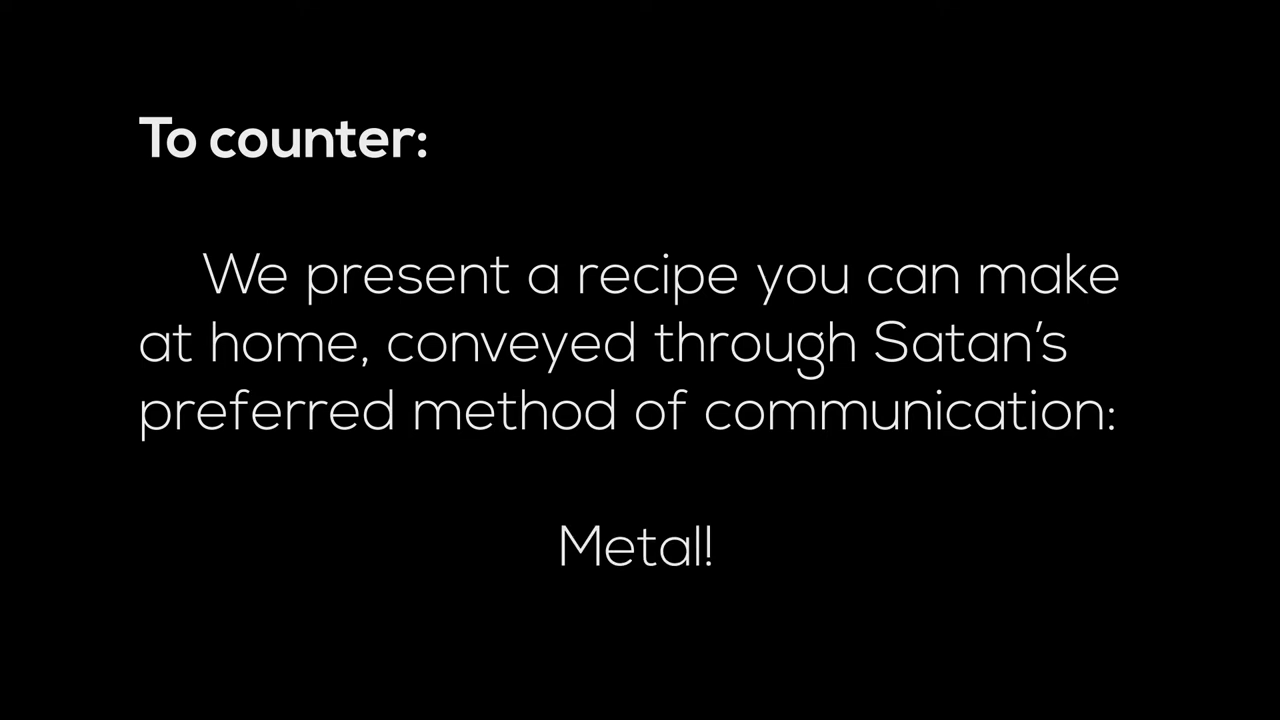 To counter:
We present a recipe you can make
at home, conveyed through Satan’s
preferred method of communication:
Metal!